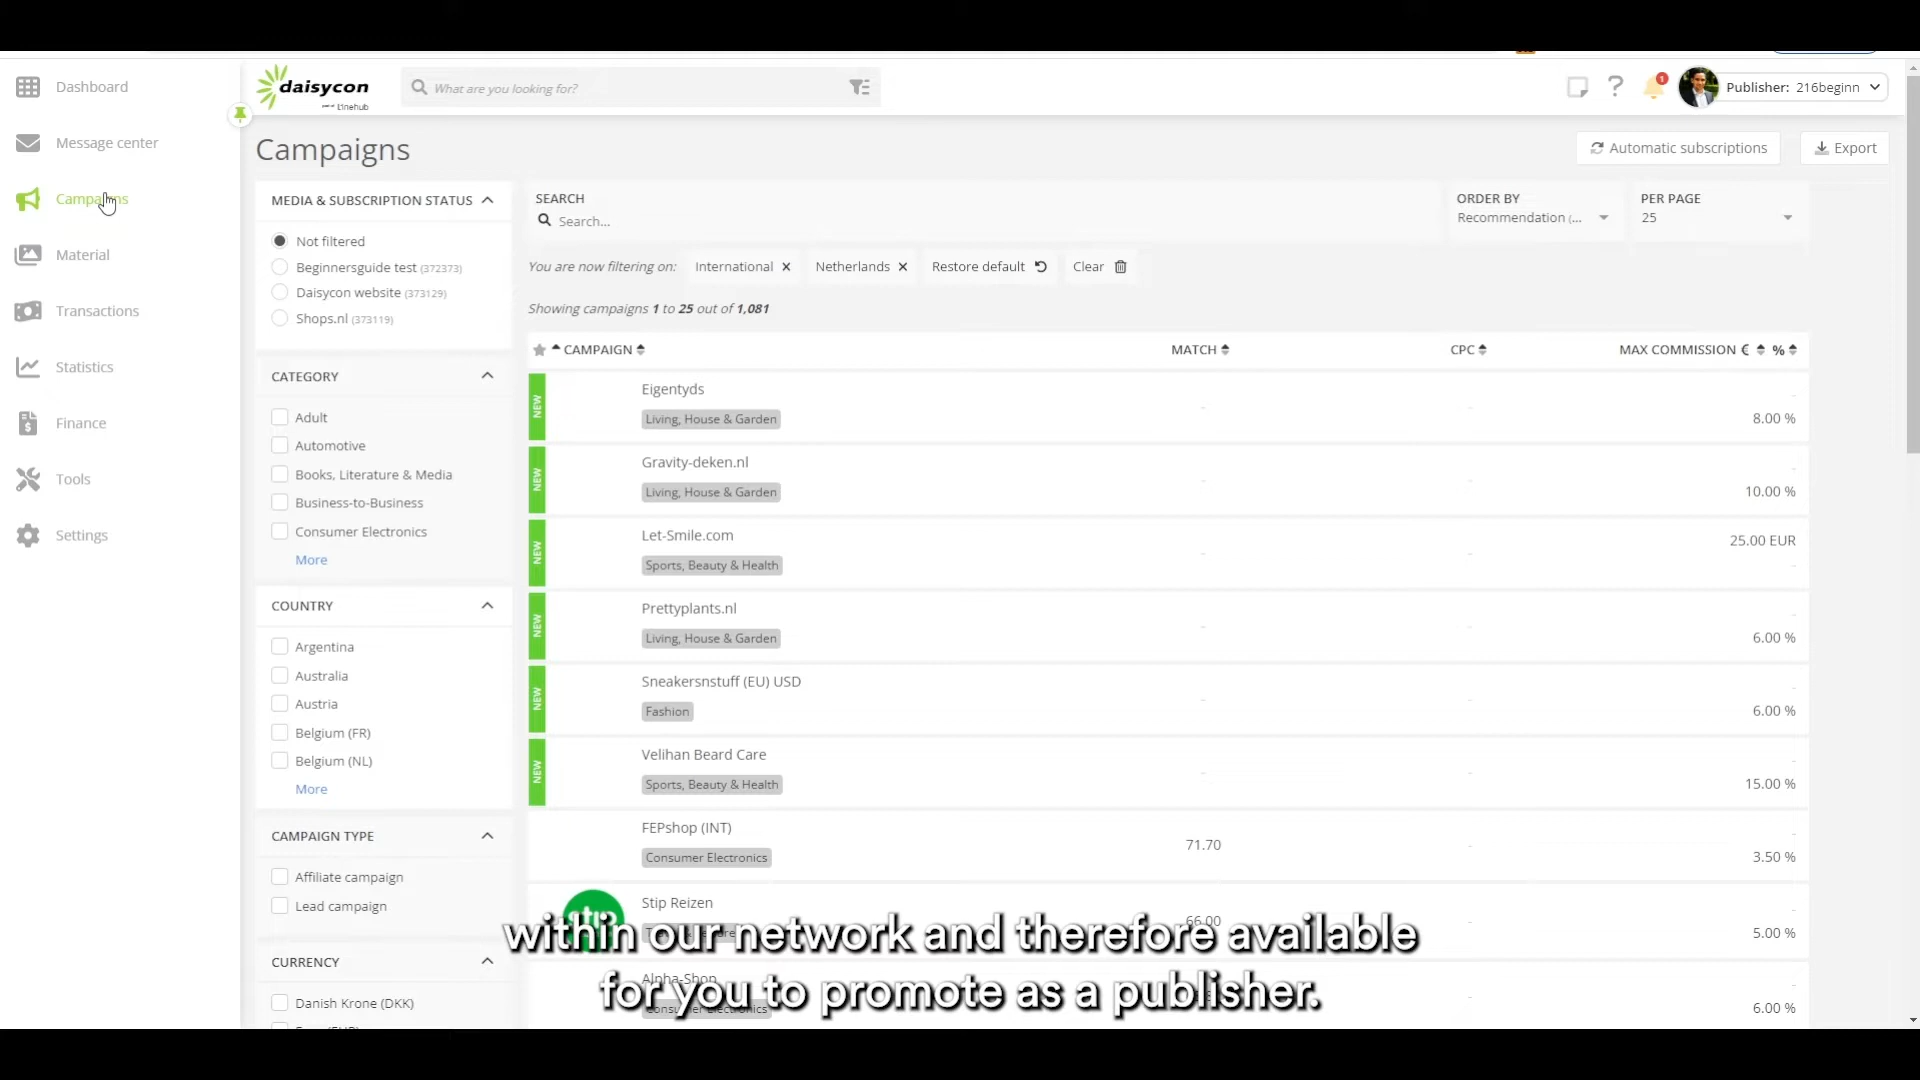 Dashboard
Message center
Campaigns
Material
Transactions
Statistics
Finance
Tools
Settings
daisycon
What are you looking for?
1
Publisher: 216beginn
Campaigns
Automatic subscriptions
Export
MEDIA & SUBSCRIPTION STATUS
Not filtered
Beginnersguide test (372373)
Daisycon website (373129)
Shops.nl (373119)
CATEGORY
Adult
Automotive
Books, Literature & Media
Business-to-Business
Consumer Electronics
More
COUNTRY
Argentina
Australia
Austria
Belgium (FR)
Belgium (NL)
More
CAMPAIGN TYPE
Affiliate campaign
Lead campaign
CURRENCY
Danish Krone (DKK)
SEARCH
Search...
ORDER BY
Recommendation (...
PER PAGE
25
You are now filtering on: International × Netherlands × Restore default Clear
Showing campaigns 1 to 25 out of 1,081
CAMPAIGN MATCH CPC MAX COMMISSION € %
NEW
Eigentyds
Living, House & Garden
- - -
8.00 %
NEW
Gravity-deken.nl
Living, House & Garden
- - -
10.00 %
NEW
Let-Smile.com
Sports, Beauty & Health
- - 25.00 EUR
-
NEW
Prettyplants.nl
Living, House & Garden
- - -
6.00 %
NEW
Sneakersnstuff (EU) USD
Fashion
- - -
6.00 %
NEW
Velihan Beard Care
Sports, Beauty & Health
- - -
15.00 %
FEPshop (INT)
Consumer Electronics
71.70 - -
3.50 %
stip
Stip Reizen
66.00 - -
5.00 %
Alpha-Shop
Consumer Electronics
- -
6.00 %
within our network and therefore available
for you to promote as a publisher.